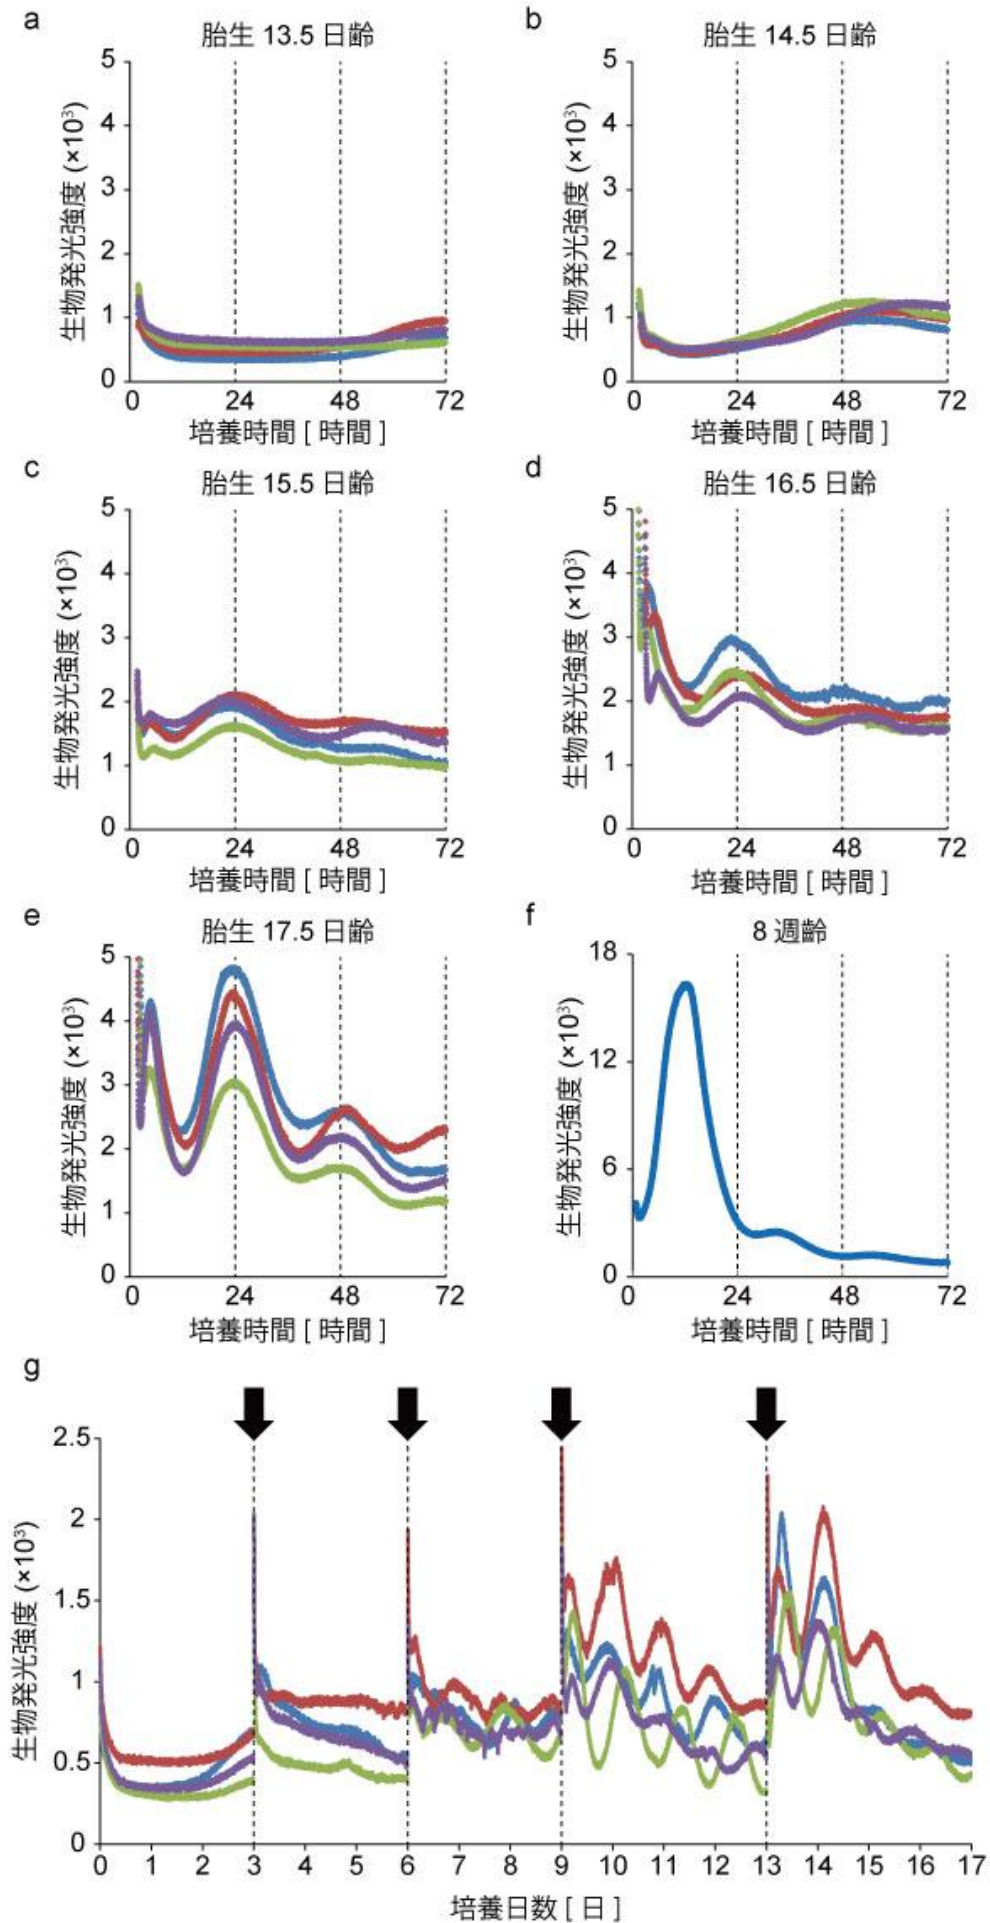 a
胎生 13.5 日齢
生物発光強度 (×10³)
5
4
3
2
1
0
0 24 48 72
培養時間 [ 時間 ]
b
胎生 14.5 日齢
生物発光強度 (×10³)
5
4
3
2
1
0
0 24 48 72
培養時間 [ 時間 ]
c
胎生 15.5 日齢
生物発光強度 (×10³)
5
4
3
2
1
0
0 24 48 72
培養時間 [ 時間 ]
d
胎生 16.5 日齢
生物発光強度 (×10³)
5
4
3
2
1
0
0 24 48 72
培養時間 [ 時間 ]
e
胎生 17.5 日齢
生物発光強度 (×10³)
5
4
3
2
1
0
0 24 48 72
培養時間 [ 時間 ]
f
8 週齢
生物発光強度 (×10³)
18
12
6
0
0 24 48 72
培養時間 [ 時間 ]
g
生物発光強度 (×10³)
2.5
2
1.5
1
0.5
0
0 1 2 3 4 5 6 7 8 9 10 11 12 13 14 15 16 17
培養日数 [ 日 ]